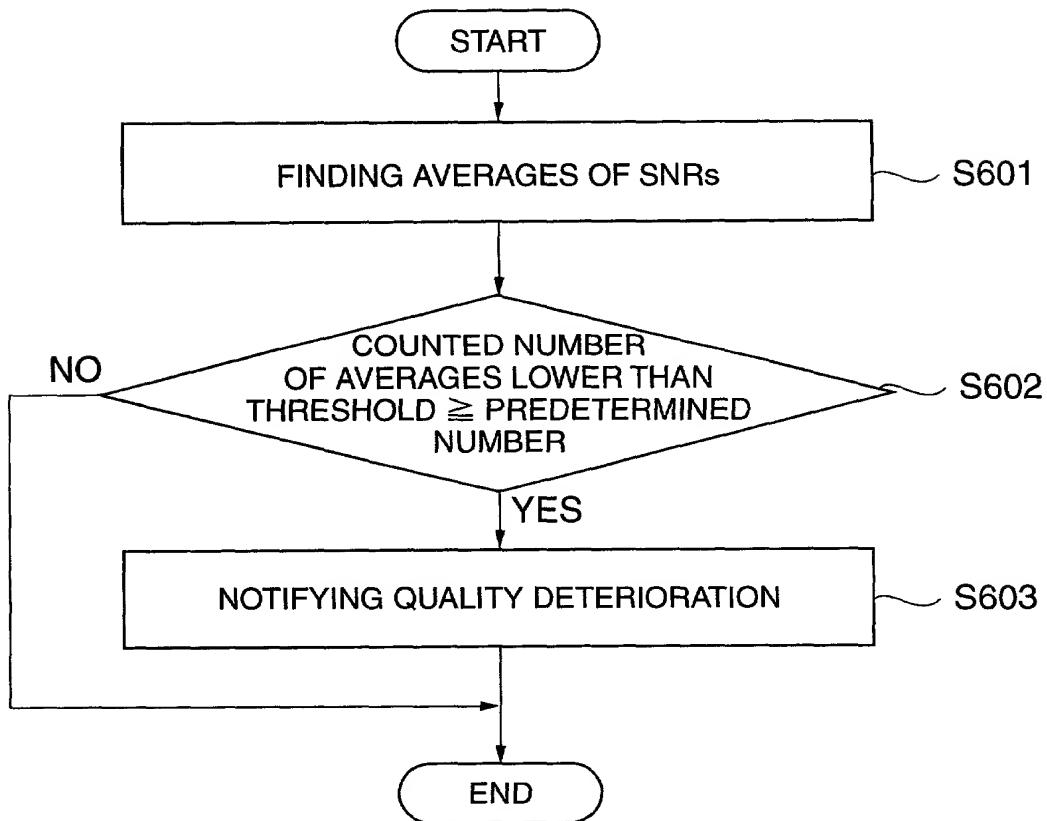 START
FINDING AVERAGES OF SNRs
S601
COUNTED NUMBER
OF AVERAGES LOWER THAN
THRESHOLD ≧ PREDETERMINED
NUMBER
NO
S602
YES
NOTIFYING QUALITY DETERIORATION
S603
END